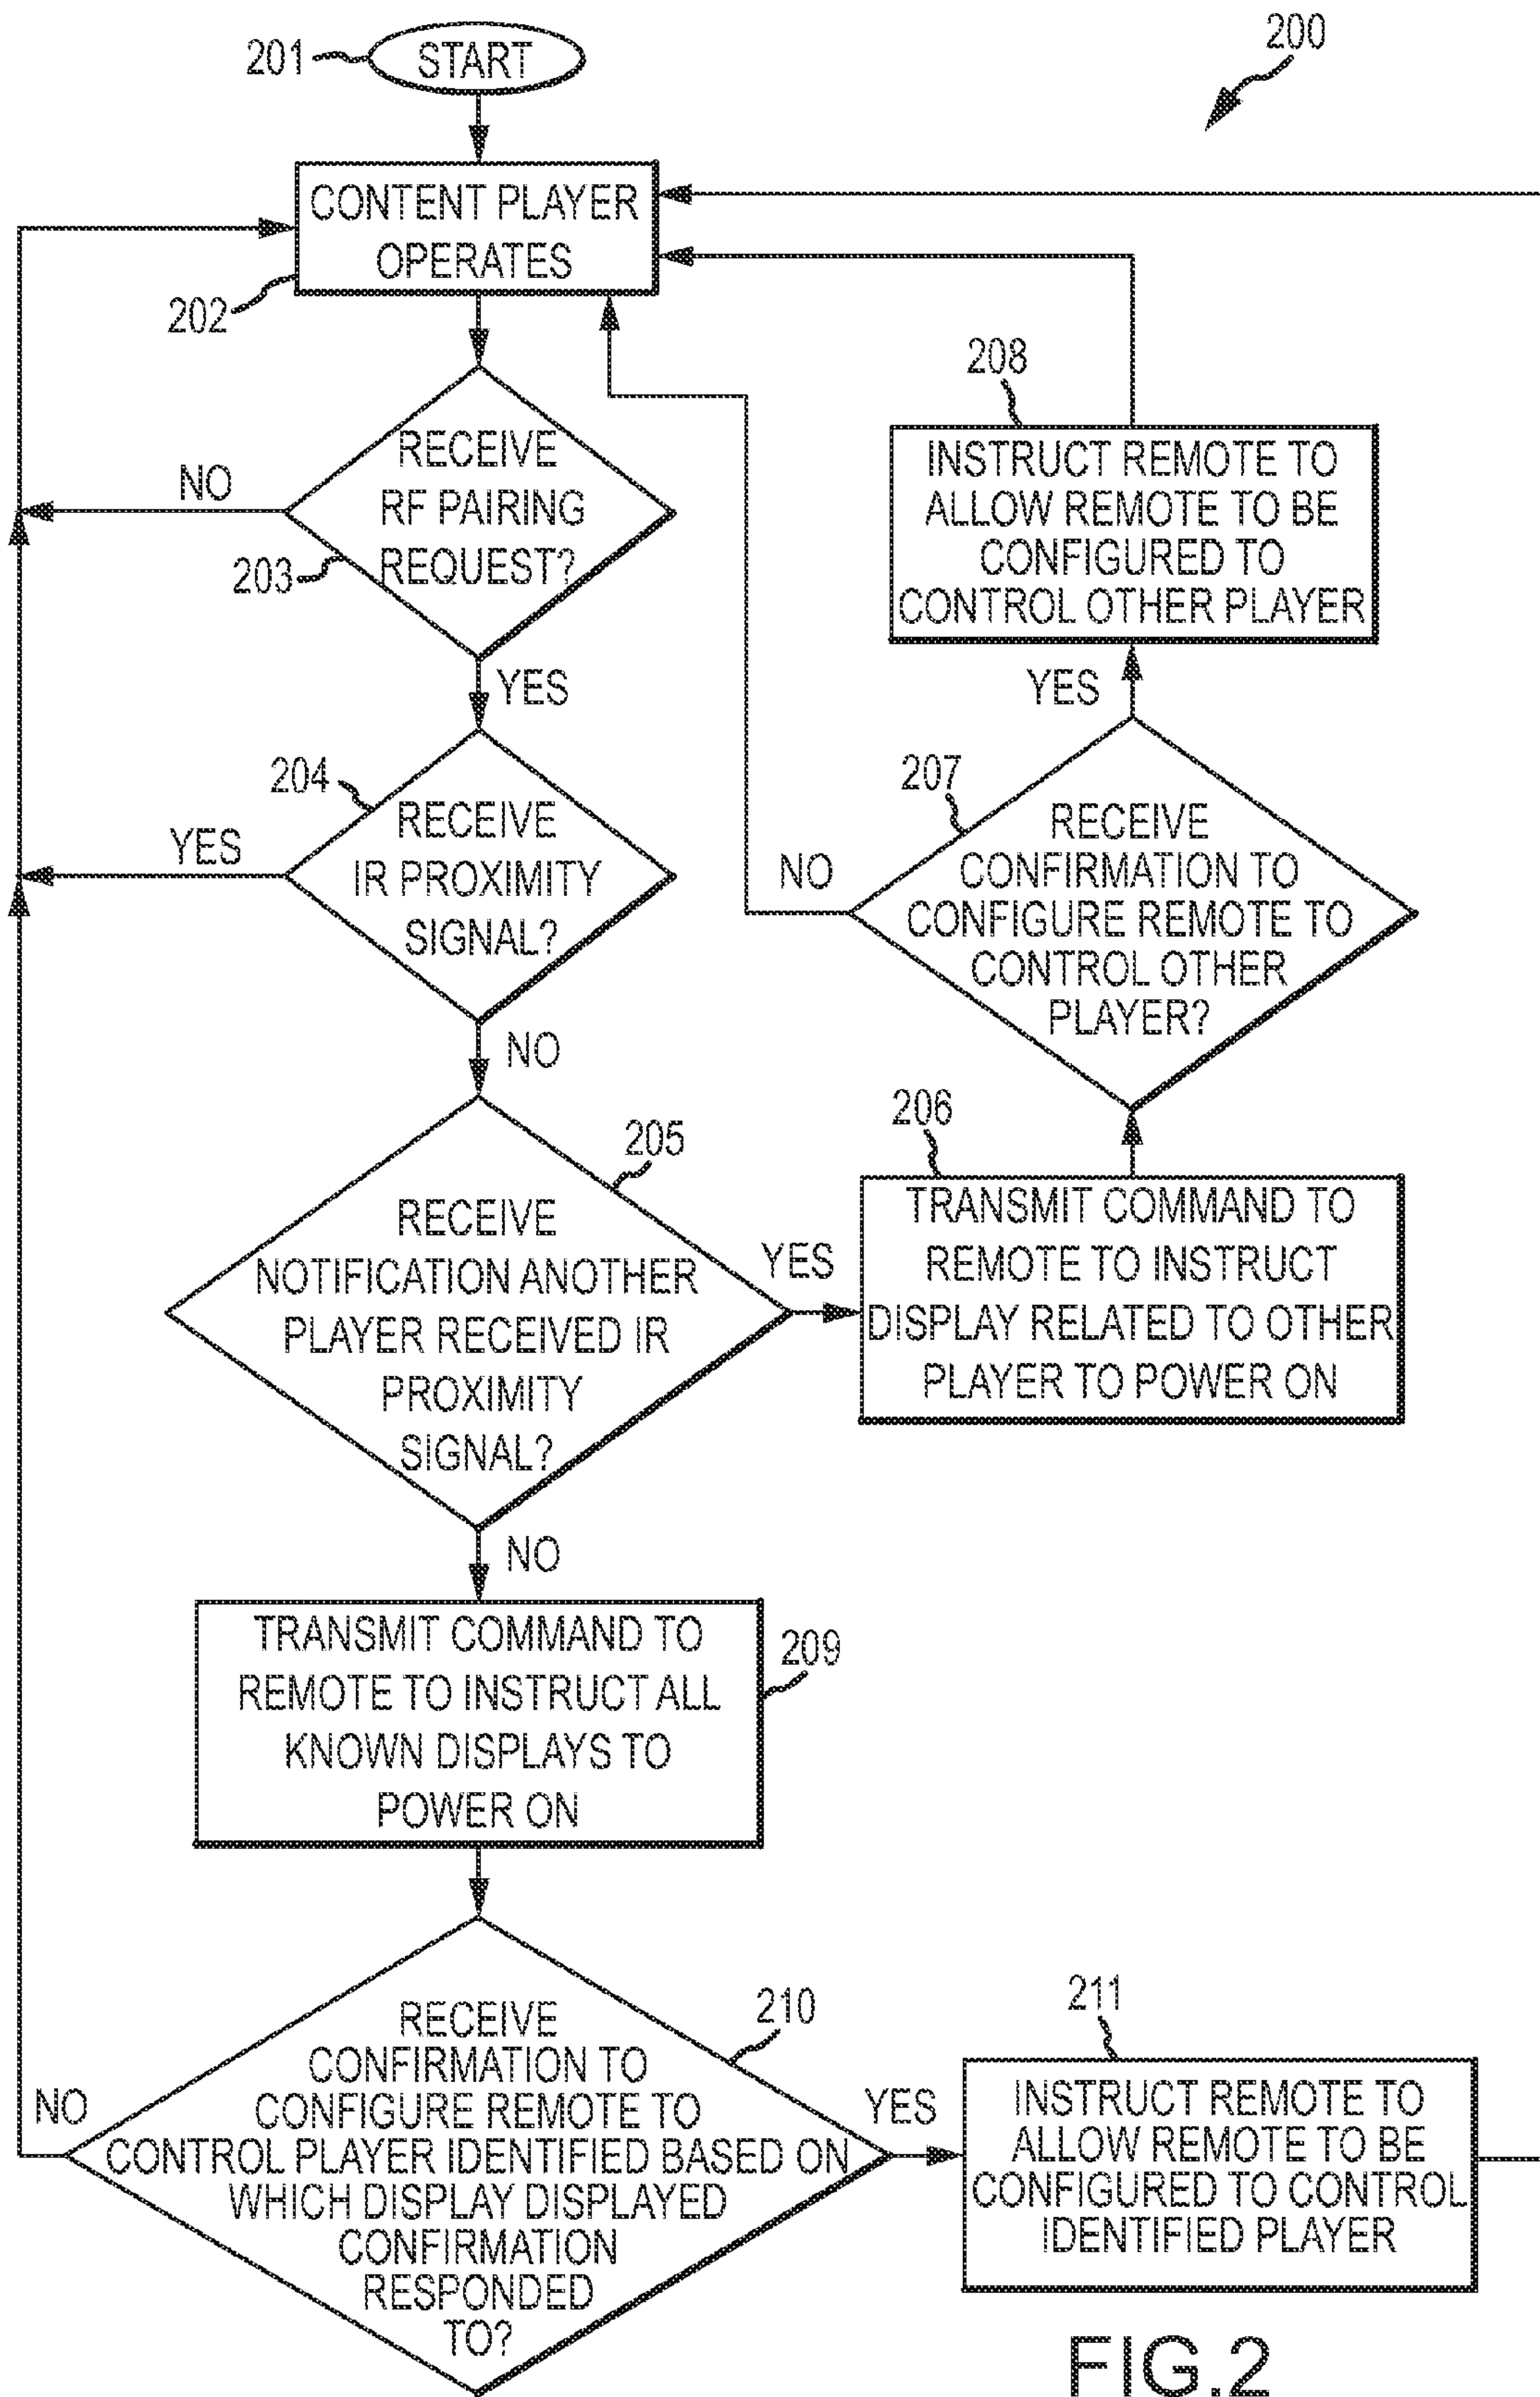 200
201
START
CONTENT PLAYER
OPERATES
202
RECEIVE
RF PAIRING
REQUEST?
203
NO
YES
204
RECEIVE
IR PROXIMITY
SIGNAL?
YES
NO
205
RECEIVE
NOTIFICATION ANOTHER
PLAYER RECEIVED IR
PROXIMITY
SIGNAL?
YES
NO
206
TRANSMIT COMMAND TO
REMOTE TO INSTRUCT
DISPLAY RELATED TO OTHER
PLAYER TO POWER ON
207
RECEIVE
CONFIRMATION TO
CONFIGURE REMOTE TO
CONTROL OTHER
PLAYER?
NO
YES
208
INSTRUCT REMOTE TO
ALLOW REMOTE TO BE
CONFIGURED TO
CONTROL OTHER PLAYER
TRANSMIT COMMAND TO
REMOTE TO INSTRUCT ALL
KNOWN DISPLAYS TO
POWER ON
209
210
RECEIVE
CONFIRMATION TO
CONFIGURE REMOTE TO
CONTROL PLAYER IDENTIFIED BASED ON
WHICH DISPLAY DISPLAYED
CONFIRMATION
RESPONDED
TO?
NO
YES
211
INSTRUCT REMOTE TO
ALLOW REMOTE TO BE
CONFIGURED TO CONTROL
IDENTIFIED PLAYER
FIG.2